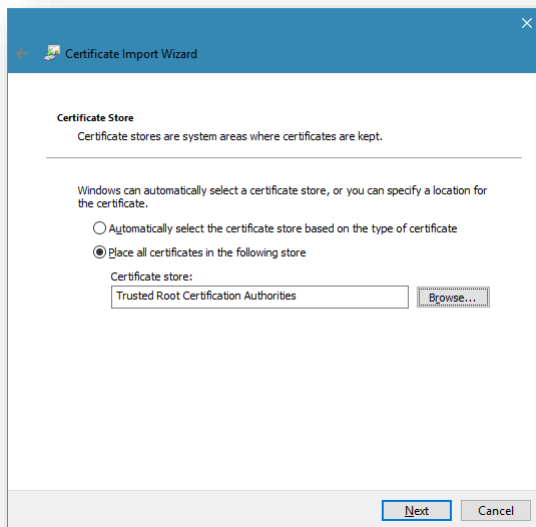 Certificate Import Wizard
Certificate Store
Certificate stores are system areas where certificates are kept.
Windows can automatically select a certificate store, or you can specify a location for
the certificate.
Automatically select the certificate store based on the type of certificate
Place all certificates in the following store
Certificate store:
Trusted Root Certification Authorities
Browse...
Next
Cancel